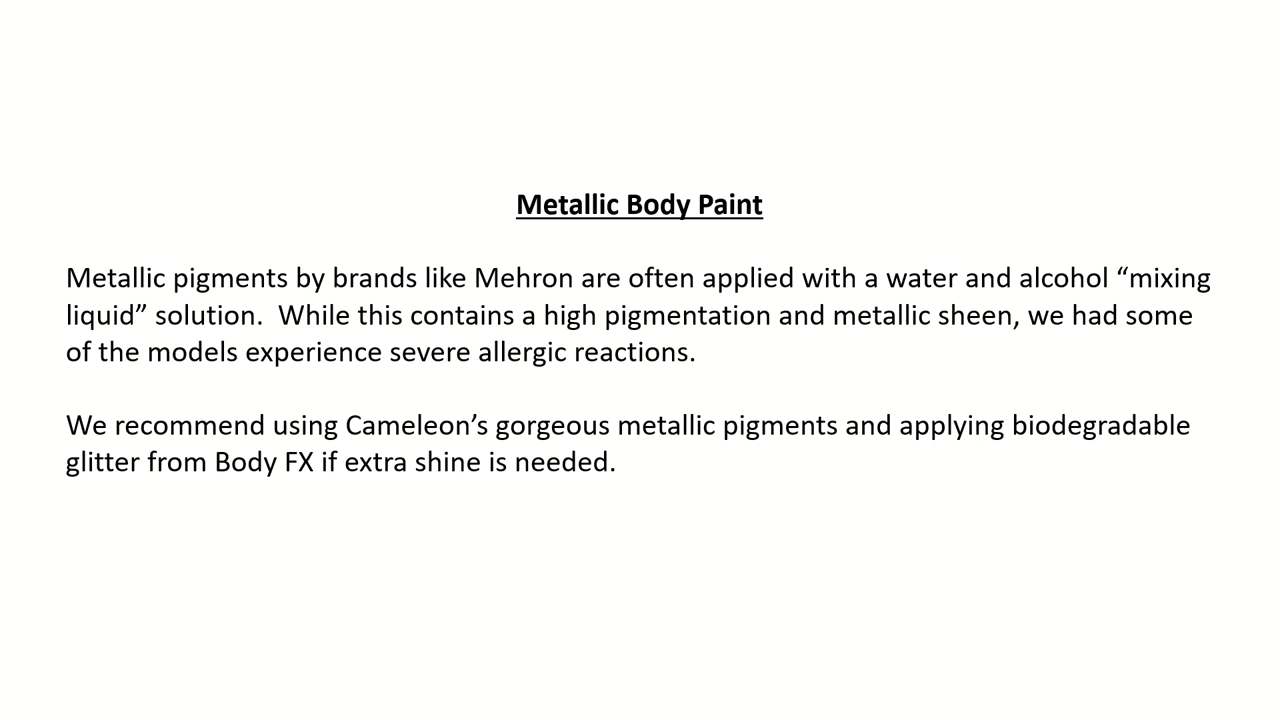 Metallic Body Paint
Metallic pigments by brands like Mehron are often applied with a water and alcohol “mixing
liquid” solution.  While this contains a high pigmentation and metallic sheen, we had some
of the models experience severe allergic reactions.
We recommend using Cameleon’s gorgeous metallic pigments and applying biodegradable
glitter from Body FX if extra shine is needed.